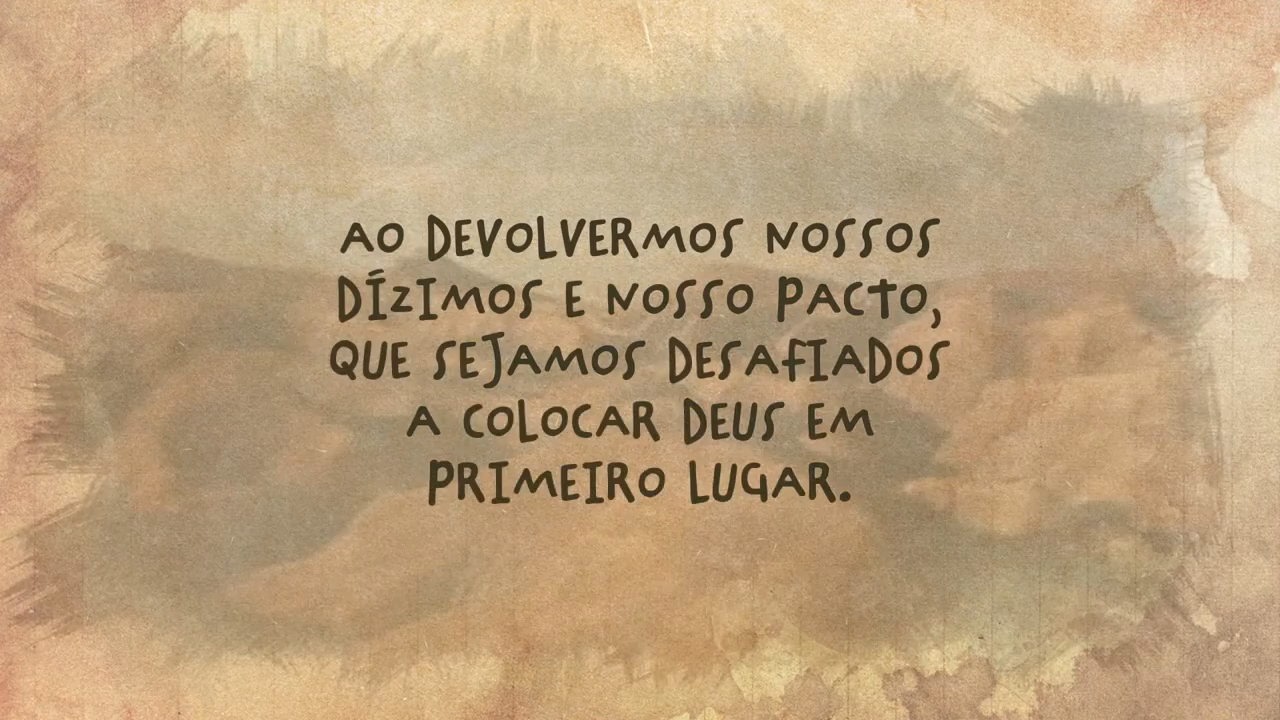 AO DEVOLVERMOS NOSSOS
DÍZIMOS E NOSSO PACTO,
QUE SEJAMOS DESAFIADOS
A COLOCAR DEUS EM
PRIMEIRO LUGAR.